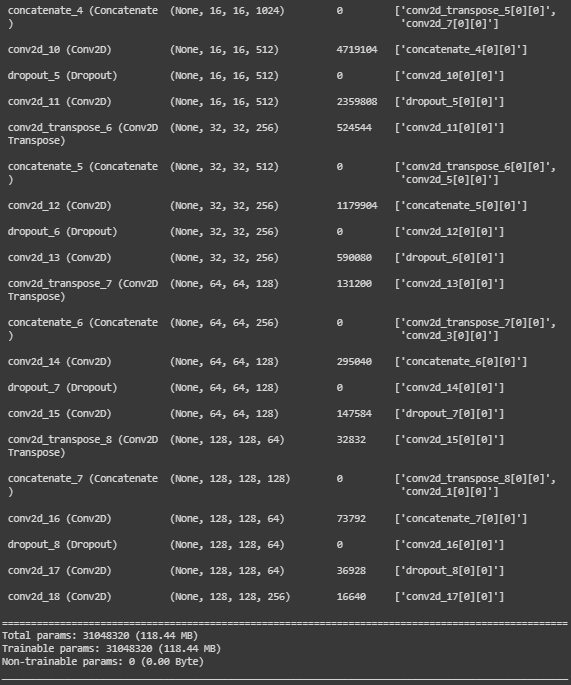 concatenate_4 (Concatenate (None, 16, 16, 1024) 0 ['conv2d_transpose_5[0][0]',
) 'conv2d_7[0][0]']
conv2d_10 (Conv2D) (None, 16, 16, 512) 4719104 ['concatenate_4[0][0]']
dropout_5 (Dropout) (None, 16, 16, 512) 0 ['conv2d_10[0][0]']
conv2d_11 (Conv2D) (None, 16, 16, 512) 2359808 ['dropout_5[0][0]']
conv2d_transpose_6 (Conv2D (None, 32, 32, 256) 524544 ['conv2d_11[0][0]']
Transpose)
concatenate_5 (Concatenate (None, 32, 32, 512) 0 ['conv2d_transpose_6[0][0]',
) 'conv2d_5[0][0]']
conv2d_12 (Conv2D) (None, 32, 32, 256) 1179904 ['concatenate_5[0][0]']
dropout_6 (Dropout) (None, 32, 32, 256) 0 ['conv2d_12[0][0]']
conv2d_13 (Conv2D) (None, 32, 32, 256) 590080 ['dropout_6[0][0]']
conv2d_transpose_7 (Conv2D (None, 64, 64, 128) 131200 ['conv2d_13[0][0]']
Transpose)
concatenate_6 (Concatenate (None, 64, 64, 256) 0 ['conv2d_transpose_7[0][0]',
) 'conv2d_3[0][0]']
conv2d_14 (Conv2D) (None, 64, 64, 128) 295040 ['concatenate_6[0][0]']
dropout_7 (Dropout) (None, 64, 64, 128) 0 ['conv2d_14[0][0]']
conv2d_15 (Conv2D) (None, 64, 64, 128) 147584 ['dropout_7[0][0]']
conv2d_transpose_8 (Conv2D (None, 128, 128, 64) 32832 ['conv2d_15[0][0]']
Transpose)
concatenate_7 (Concatenate (None, 128, 128, 128) 0 ['conv2d_transpose_8[0][0]',
) 'conv2d_1[0][0]']
conv2d_16 (Conv2D) (None, 128, 128, 64) 73792 ['concatenate_7[0][0]']
dropout_8 (Dropout) (None, 128, 128, 64) 0 ['conv2d_16[0][0]']
conv2d_17 (Conv2D) (None, 128, 128, 64) 36928 ['dropout_8[0][0]']
conv2d_18 (Conv2D) (None, 128, 128, 256) 16640 ['conv2d_17[0][0]']
==================================================================================================
Total params: 31048320 (118.44 MB)
Trainable params: 31048320 (118.44 MB)
Non-trainable params: 0 (0.00 Byte)
__________________________________________________________________________________________________